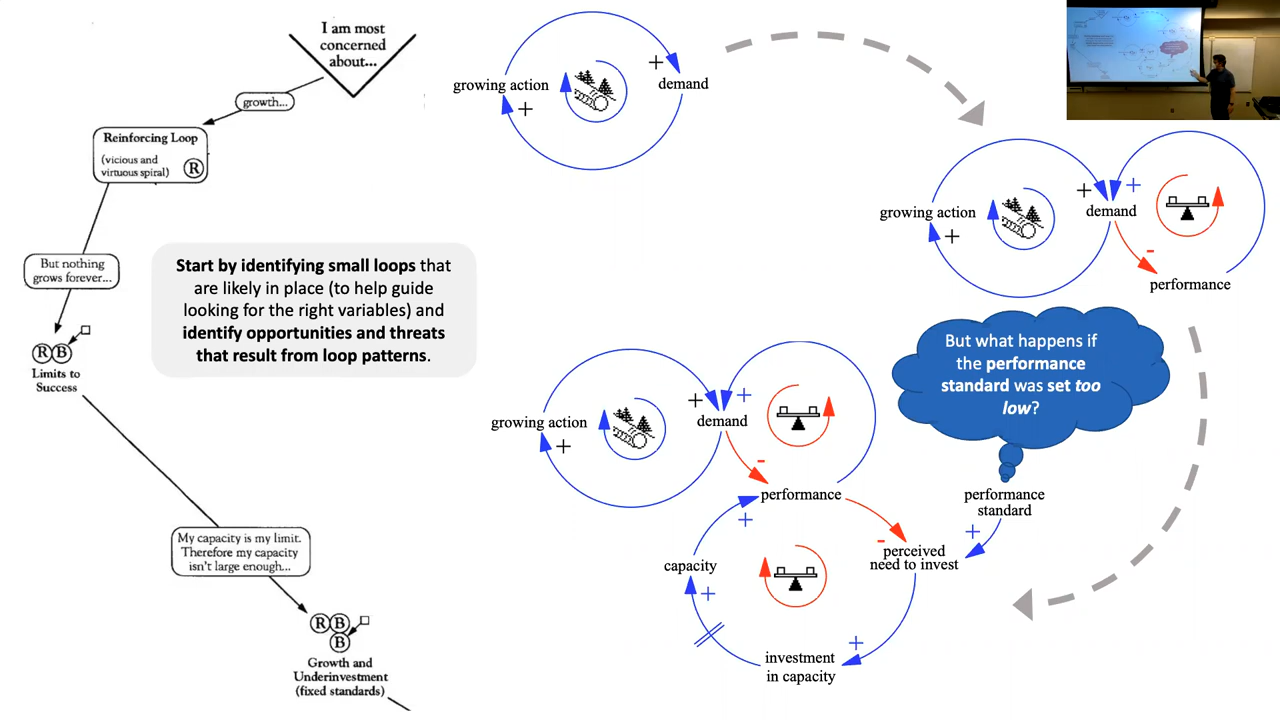 I am most
concerned
about...
growth...
Reinforcing Loop
(vicious and
virtuous spiral)
R
But nothing
grows forever...
R B
Limits to
Success
My capacity is my limit.
Therefore my capacity
isn't large enough...
R B
B
Growth and
Underinvestment
(fixed standards)
Start by identifying small loops that
are likely in place (to help guide
looking for the right variables) and
identify opportunities and threats
that result from loop patterns.
growing action
+
+
demand
growing action
+
+
demand
+
-
performance
But what happens if
the performance
standard was set too
low?
growing action
+
+
demand
+
-
performance
+
-
performance
standard
+
perceived
need to invest
capacity
+
+
investment
in capacity